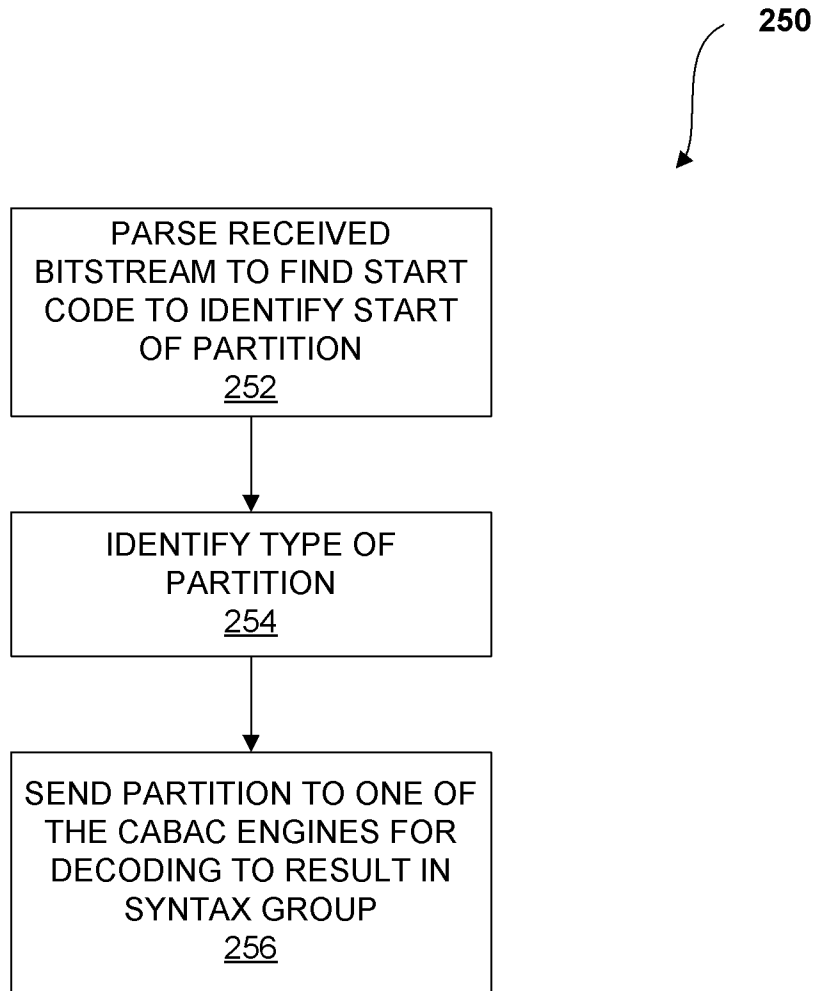 250
PARSE RECEIVED
BITSTREAM TO FIND START
CODE TO IDENTIFY START
OF PARTITION
252
IDENTIFY TYPE OF
PARTITION
254
SEND PARTITION TO ONE OF
THE CABAC ENGINES FOR
DECODING TO RESULT IN
SYNTAX GROUP
256